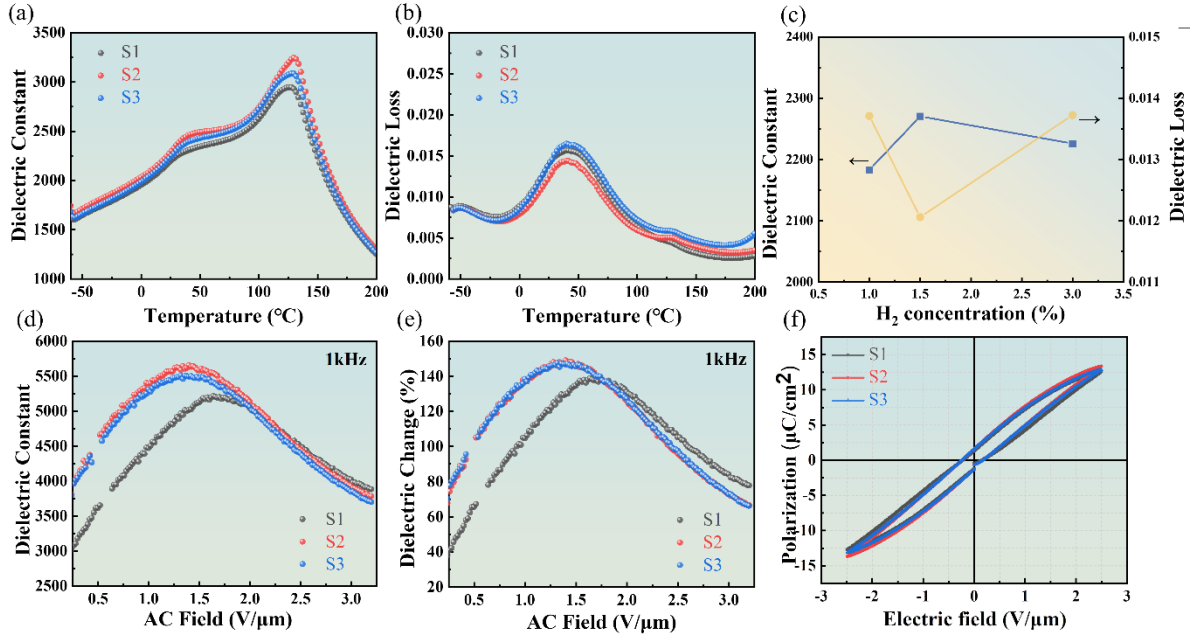 (a)
Dielectric Constant
3500
3000
2500
2000
1500
1000
S1
S2
S3
-50
0
50
100
150
200
Temperature (℃)
(b)
Dielectric Loss
0.030
0.025
0.020
0.015
0.010
0.005
0.000
S1
S2
S3
-50
0
50
100
150
200
Temperature (℃)
(c)
Dielectric Constant
2400
2300
2200
2100
2000
0.015
0.014
0.013
0.012
0.011
Dielectric Loss
0.5
1.0
1.5
2.0
2.5
3.0
3.5
H₂ concentration (%)
(d)
Dielectric Constant
6000
5500
5000
4500
4000
3500
3000
2500
1kHz
S1
S2
S3
0.5
1.0
1.5
2.0
2.5
3.0
AC Field (V/μm)
(e)
Dielectric Change (%)
160
140
120
100
80
60
40
20
1kHz
S1
S2
S3
0.5
1.0
1.5
2.0
2.5
3.0
AC Field (V/μm)
(f)
Polarization (μC/cm²)
15
10
5
0
-5
-10
-15
S1
S2
S3
-3
-2
-1
0
1
2
3
Electric field (V/μm)